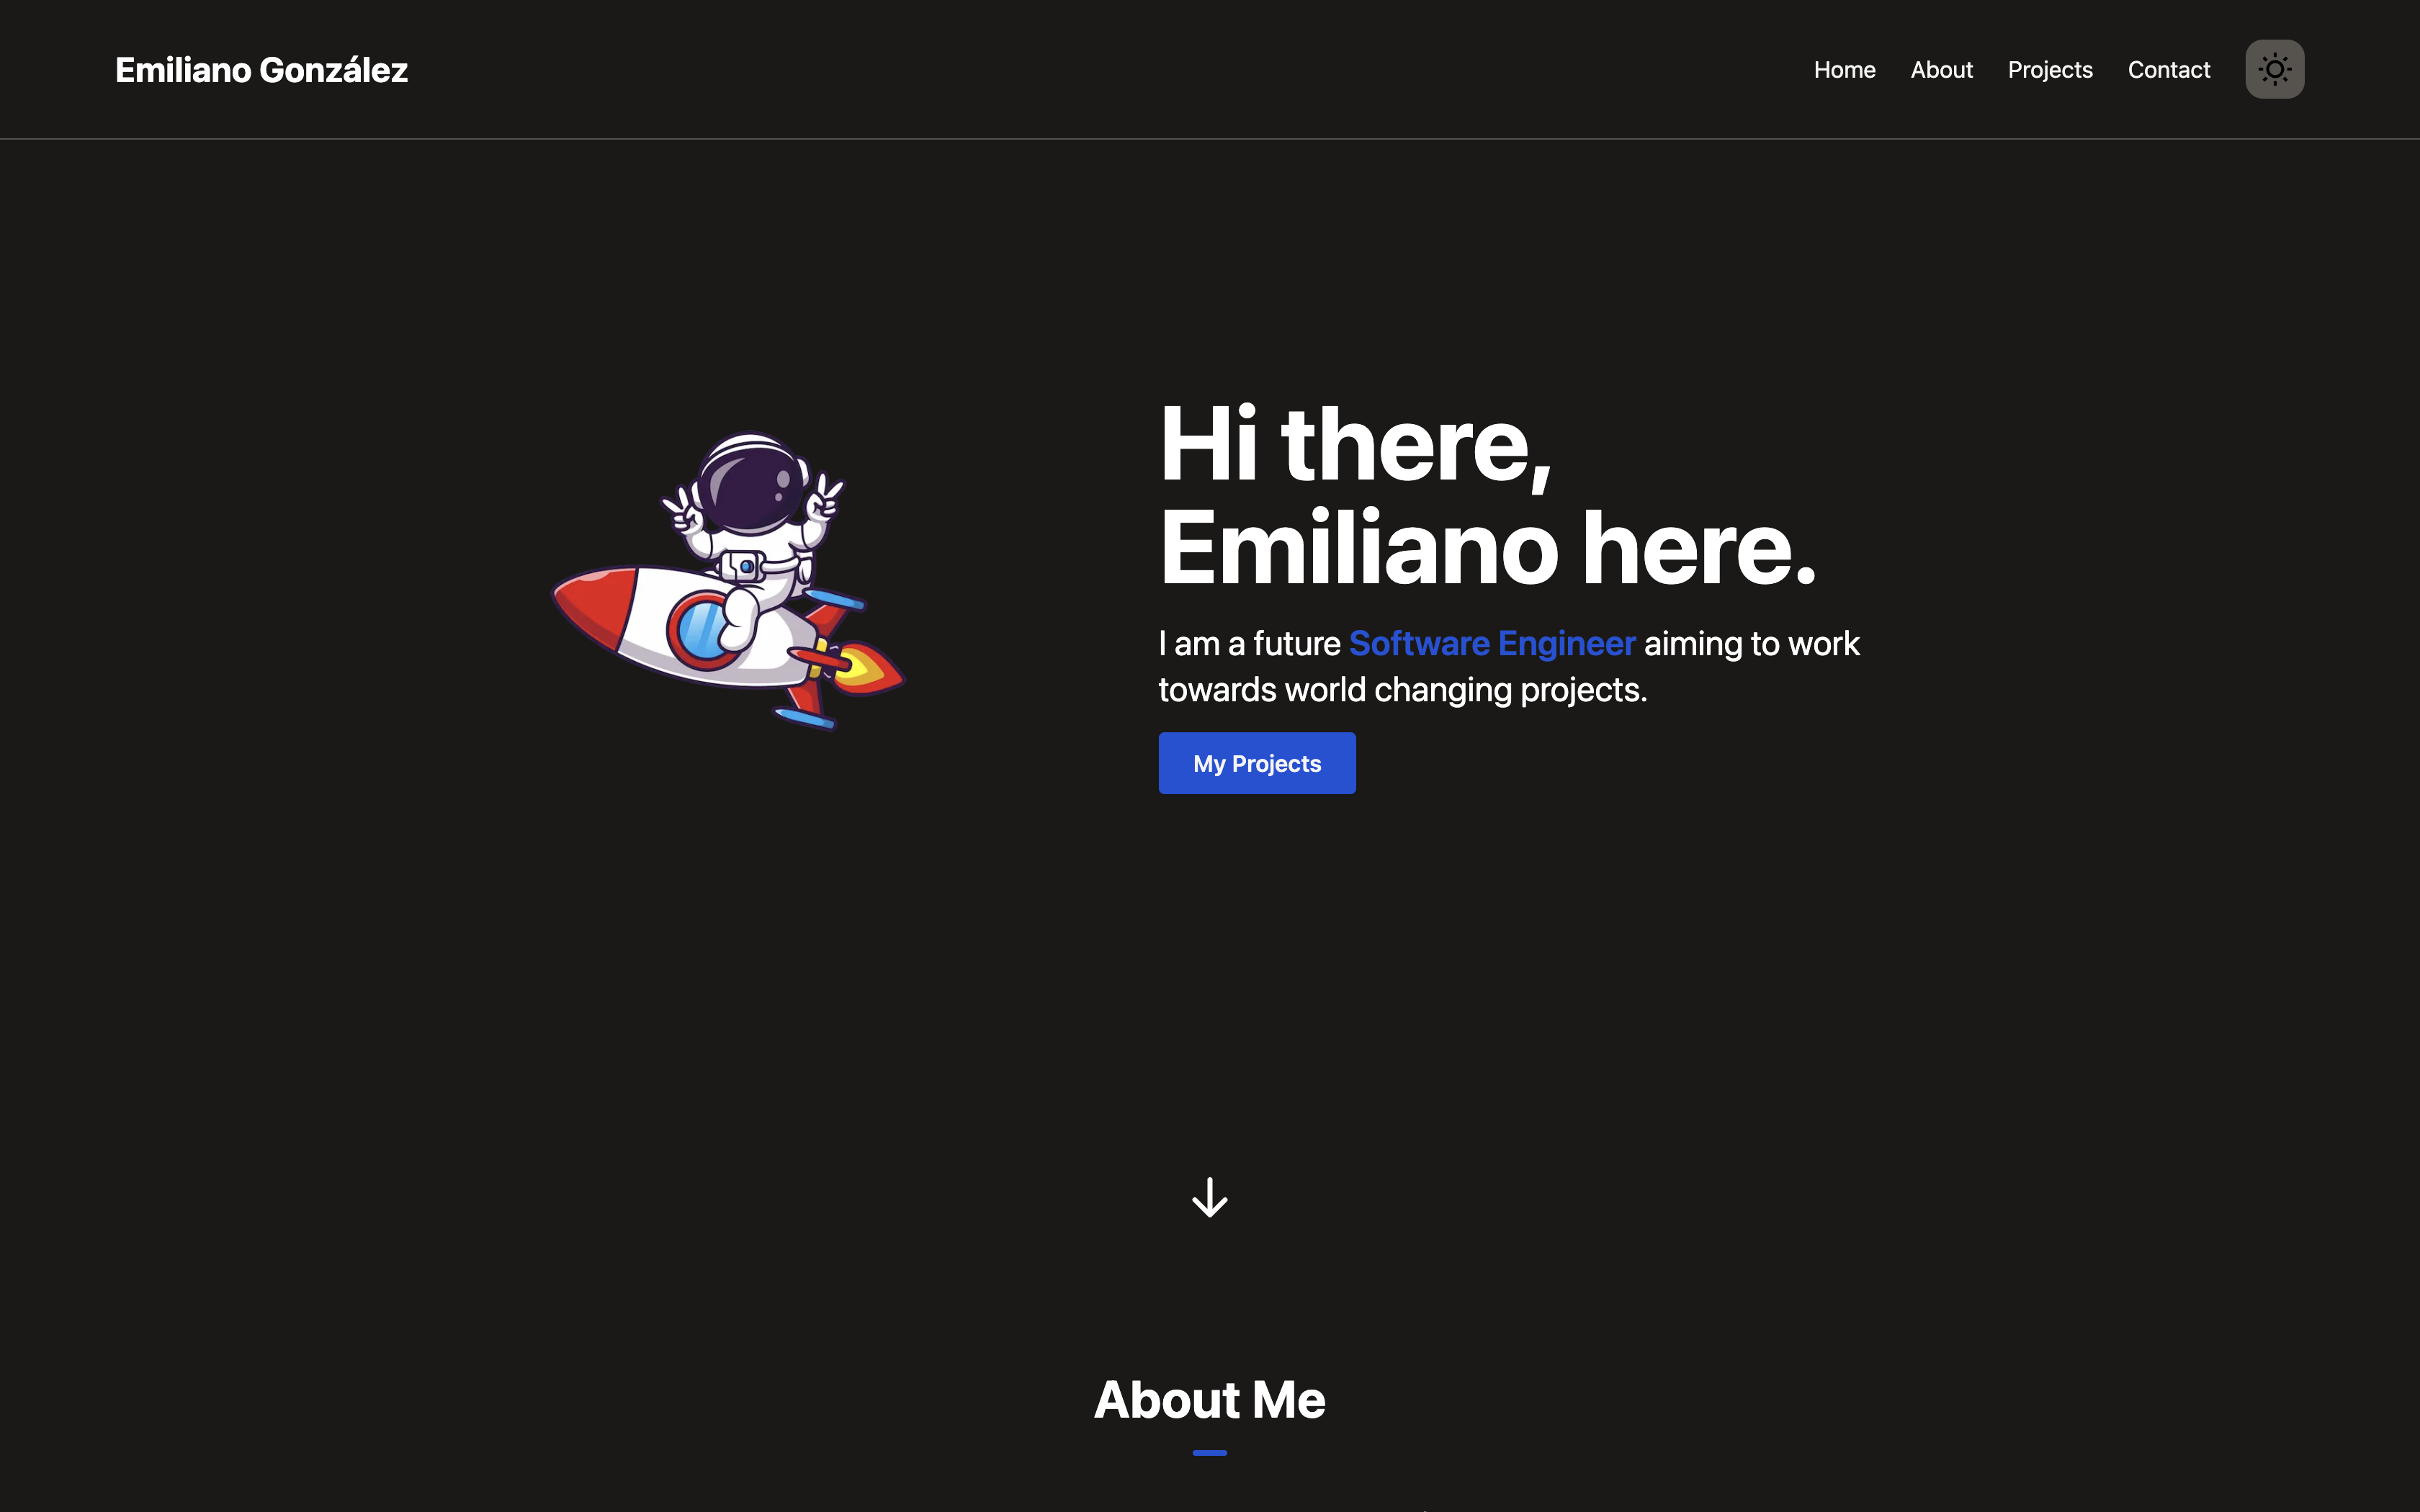 Emiliano González
Home About Projects Contact
Hi there,
Emiliano here.
I am a future Software Engineer aiming to work
towards world changing projects.
My Projects
About Me